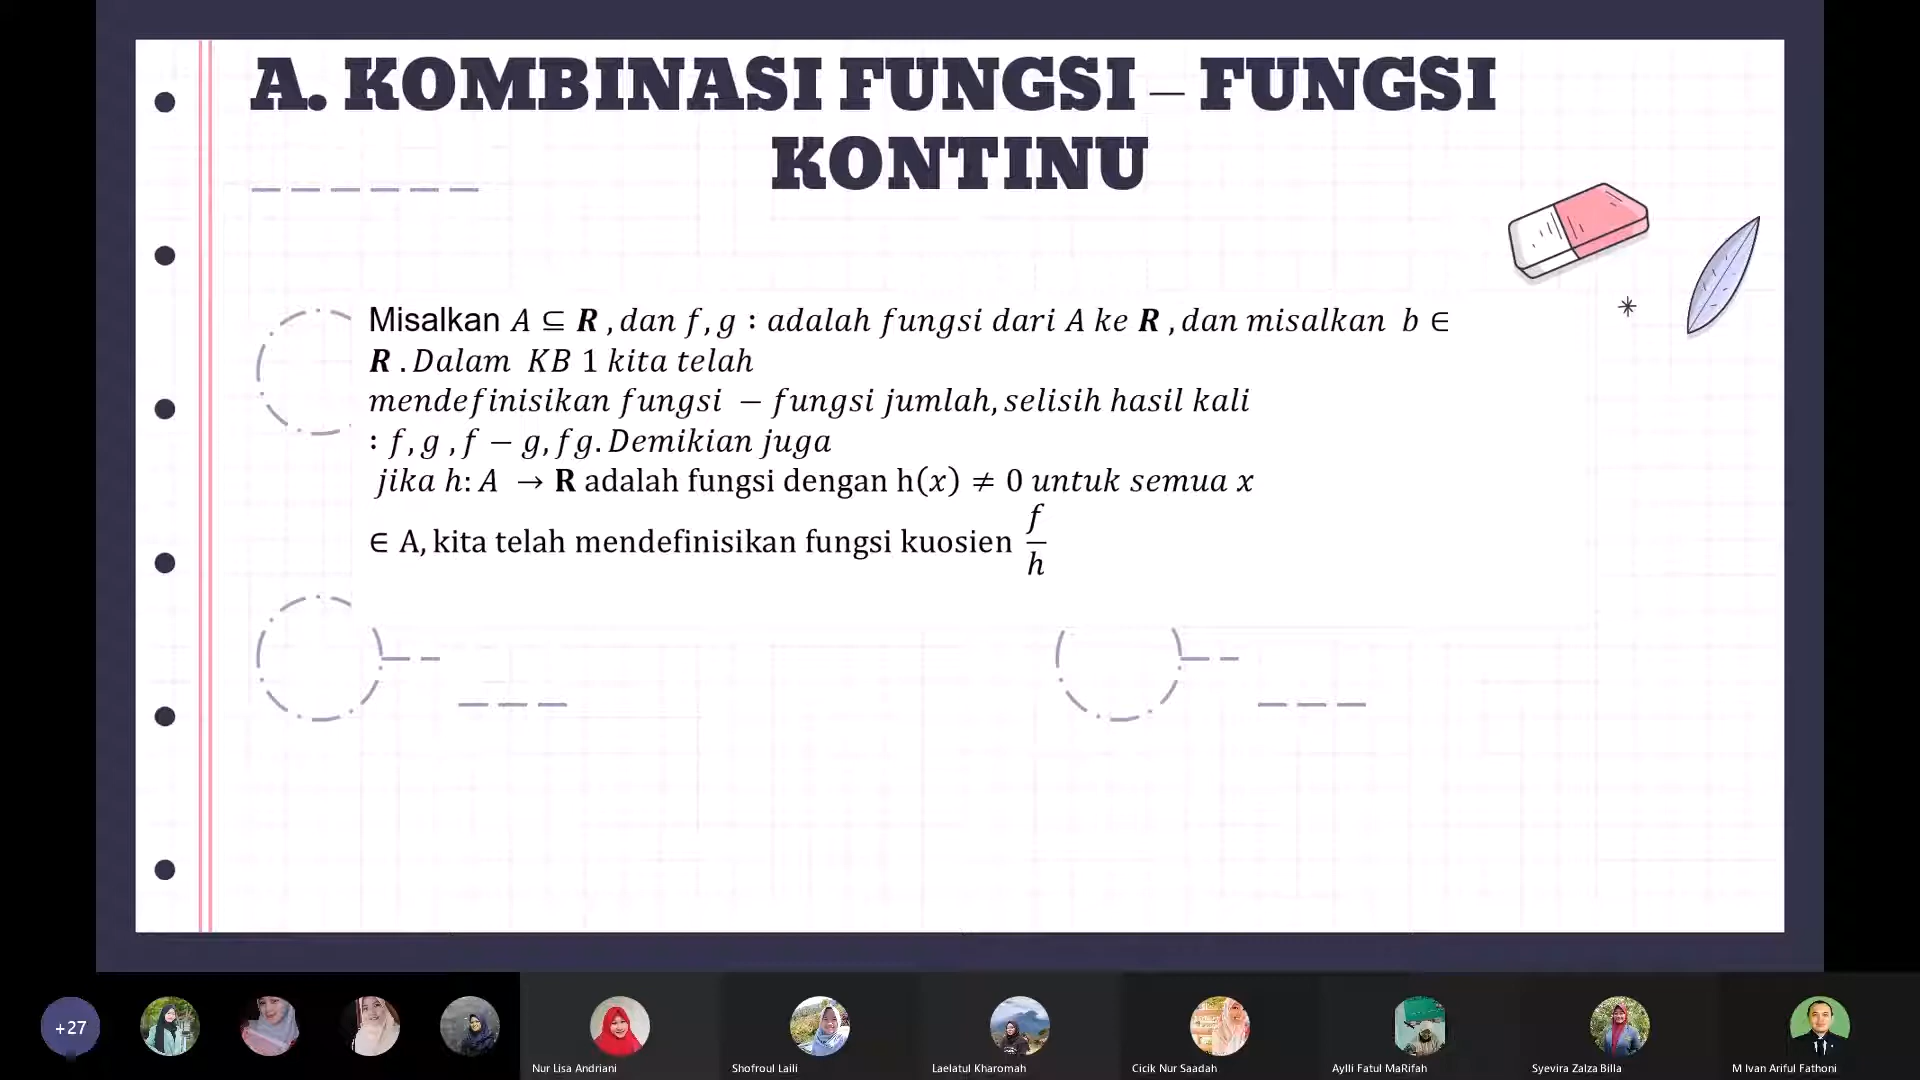 A. KOMBINASI FUNGSI – FUNGSI
KONTINU
Misalkan A ⊆ R , dan f, g : adalah fungsi dari A ke R , dan misalkan b ∈
R . Dalam KB 1 kita telah
mendefinisikan fungsi − fungsi jumlah, selisih hasil kali
: f, g , f − g, fg. Demikian juga
jika h: A → R adalah fungsi dengan h(x) ≠ 0 untuk semua x
∈ A, kita telah mendefinisikan fungsi kuosien f/h
+27
Nur Lisa Andriani
Shofroul Laili
Laelatul Kharomah
Cicik Nur Saadah
Aylli Fatul MaRifah
Syevira Zalza Billa
M Ivan Ariful Fathoni